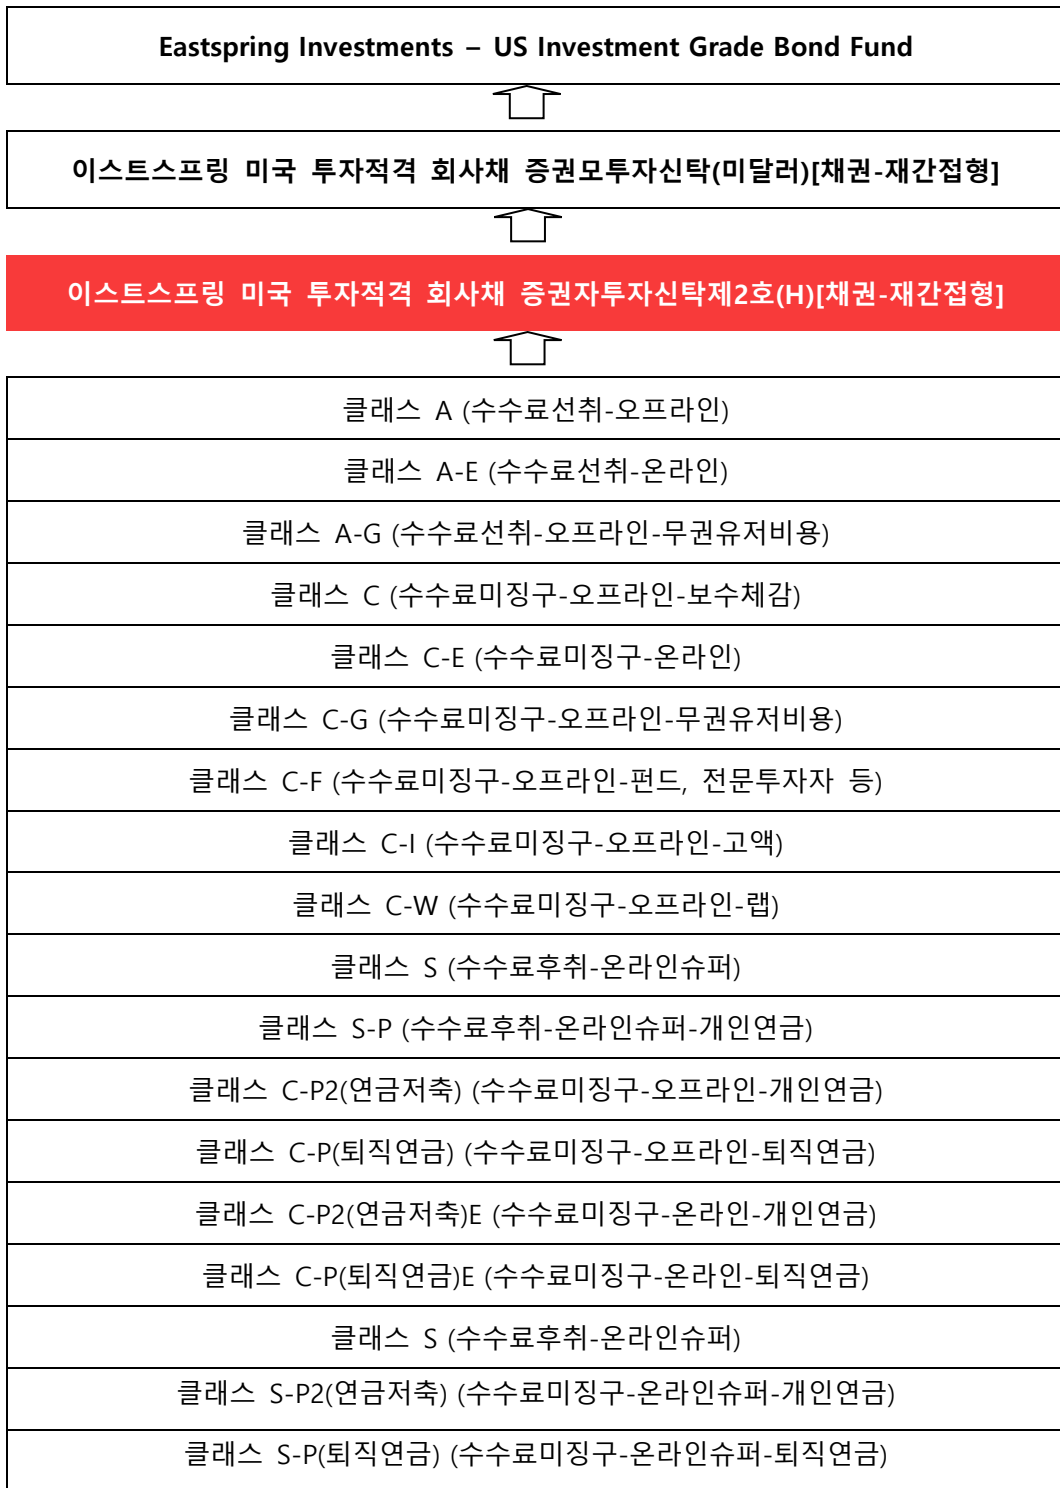 Eastspring Investments – US Investment Grade Bond Fund
이스트스프링 미국 투자적격 회사채 증권모투자신탁(미달러)[채권-재간접형]
이스트스프링 미국 투자적격 회사채 증권자투자신탁제2호(H)[채권-재간접형]
클래스 A (수수료선취-오프라인)
클래스 A-E (수수료선취-온라인)
클래스 A-G (수수료선취-오프라인-무권유저비용)
클래스 C (수수료미징구-오프라인-보수체감)
클래스 C-E (수수료미징구-온라인)
클래스 C-G (수수료미징구-오프라인-무권유저비용)
클래스 C-F (수수료미징구-오프라인-펀드, 전문투자자 등)
클래스 C-I (수수료미징구-오프라인-고액)
클래스 C-W (수수료미징구-오프라인-랩)
클래스 S (수수료후취-온라인슈퍼)
클래스 S-P (수수료후취-온라인슈퍼-개인연금)
클래스 C-P2(연금저축) (수수료미징구-오프라인-개인연금)
클래스 C-P(퇴직연금) (수수료미징구-오프라인-퇴직연금)
클래스 C-P2(연금저축)E (수수료미징구-온라인-개인연금)
클래스 C-P(퇴직연금)E (수수료미징구-온라인-퇴직연금)
클래스 S (수수료후취-온라인슈퍼)
클래스 S-P2(연금저축) (수수료미징구-온라인슈퍼-개인연금)
클래스 S-P(퇴직연금) (수수료미징구-온라인슈퍼-퇴직연금)